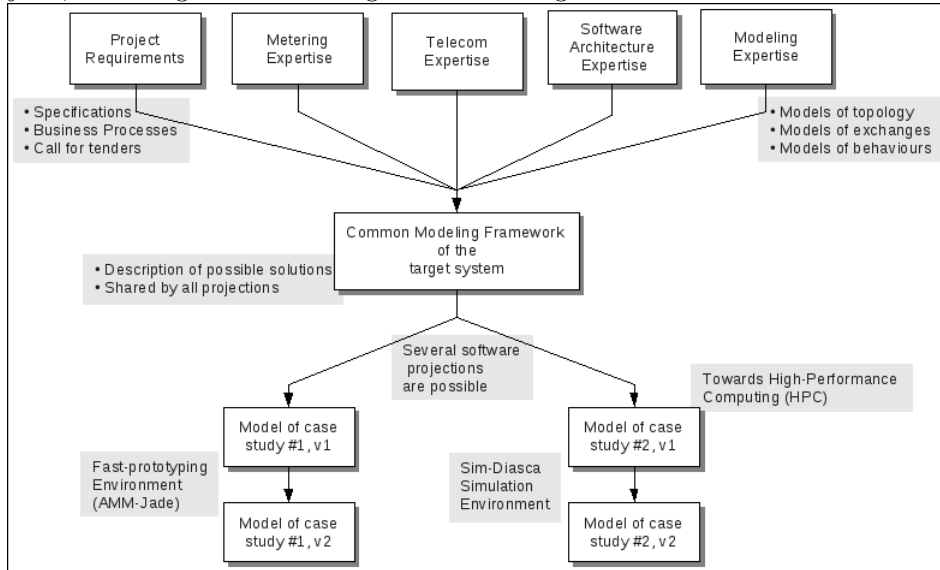 Project
Requirements
Metering
Expertise
Telecom
Expertise
Software
Architecture
Expertise
Modeling
Expertise
• Specifications
• Business Processes
• Call for tenders
• Models of topology
• Models of exchanges
• Models of behaviours
Common Modeling Framework
of the
target system
• Description of possible solutions
• Shared by all projections
Several software
projections
are possible
Towards High-Performance
Computing (HPC)
Model of case
study #1, v1
Model of case
study #2, v1
Fast-prototyping
Environment
(AMM-Jade)
Sim-Diasca
Simulation
Environment
Model of case
study #1, v2
Model of case
study #2, v2